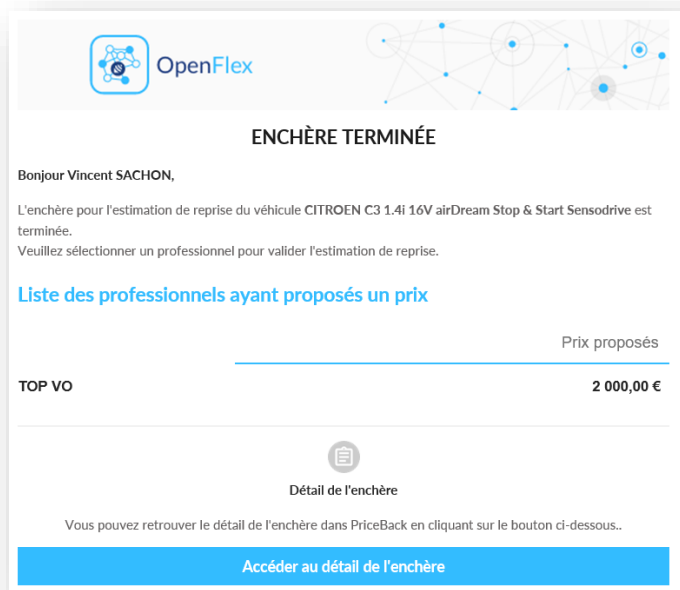 OpenFlex
ENCHÈRE TERMINÉE
Bonjour Vincent SACHON,
L'enchère pour l'estimation de reprise du véhicule CITROEN C3 1.4i 16V airDream Stop & Start Sensodrive est
terminée.
Veuillez sélectionner un professionnel pour valider l'estimation de reprise.
Liste des professionnels ayant proposés un prix
Prix proposés
TOP VO 2 000,00 €
Détail de l'enchère
Vous pouvez retrouver le détail de l'enchère dans PriceBack en cliquant sur le bouton ci-dessous..
Accéder au détail de l'enchère